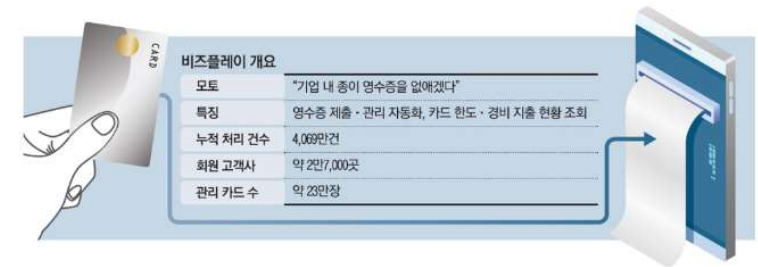 CARD
비즈플레이 개요
모토 "기업 내 종이 영수증을 없애겠다"
특징 영수증 제출·관리 자동화, 카드 한도·경비 지출 현황 조회
누적 처리 건수 4,069만건
회원 고객사 약 2만7,000곳
관리 카드 수 약 23만장